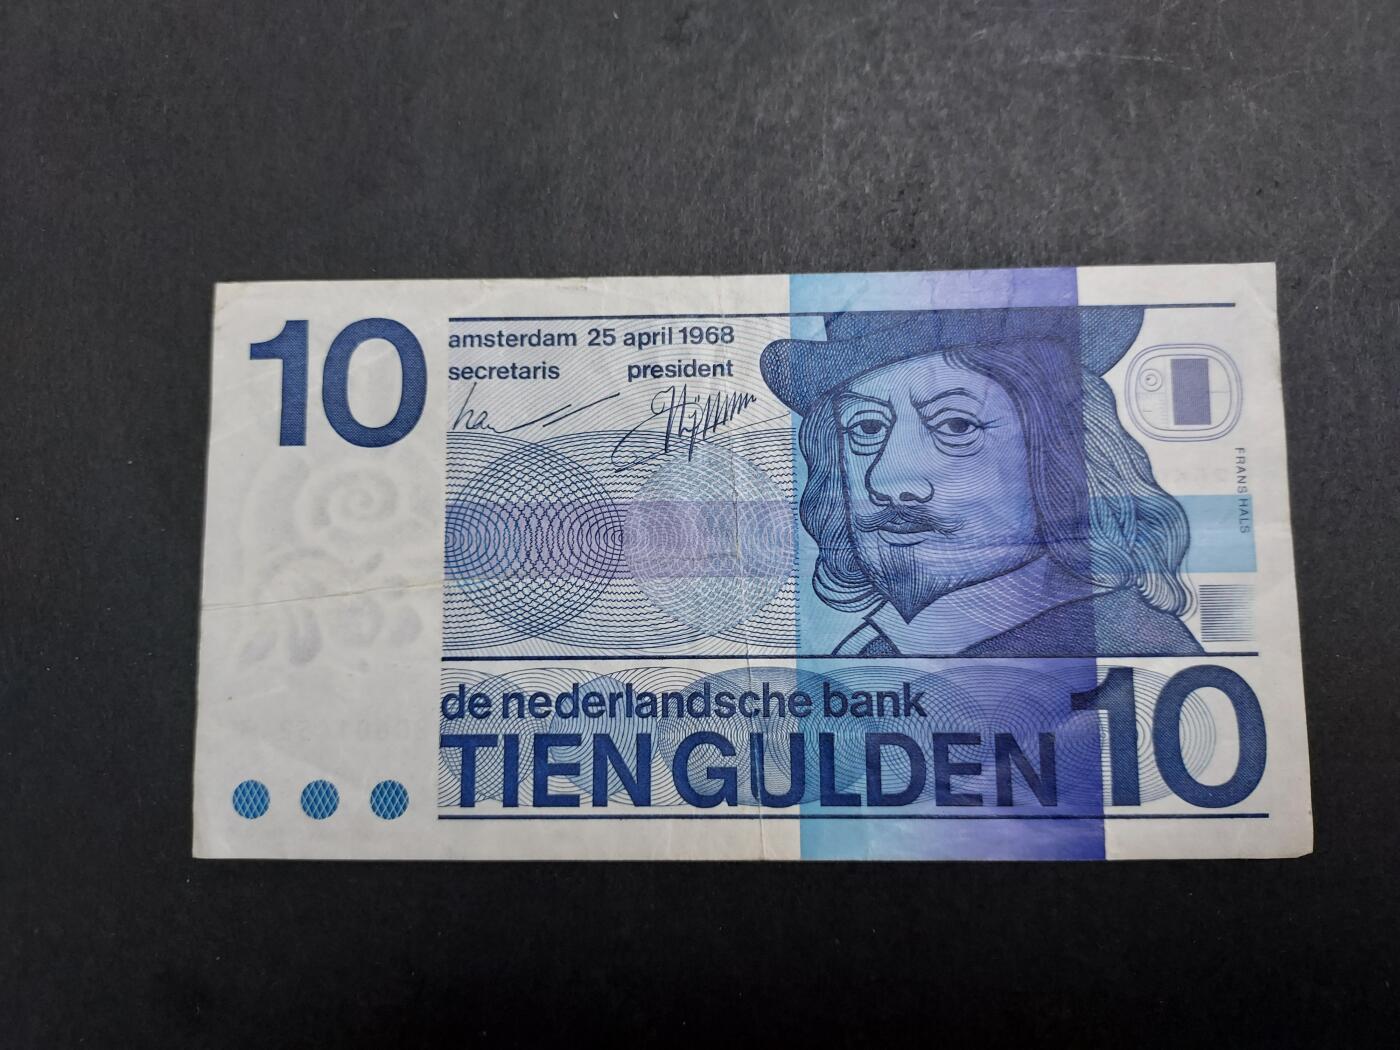 10
amsterdam 25 april 1968
secretaris president
FRANS HALS
de nederlandsche bank
TIEN GULDEN 10